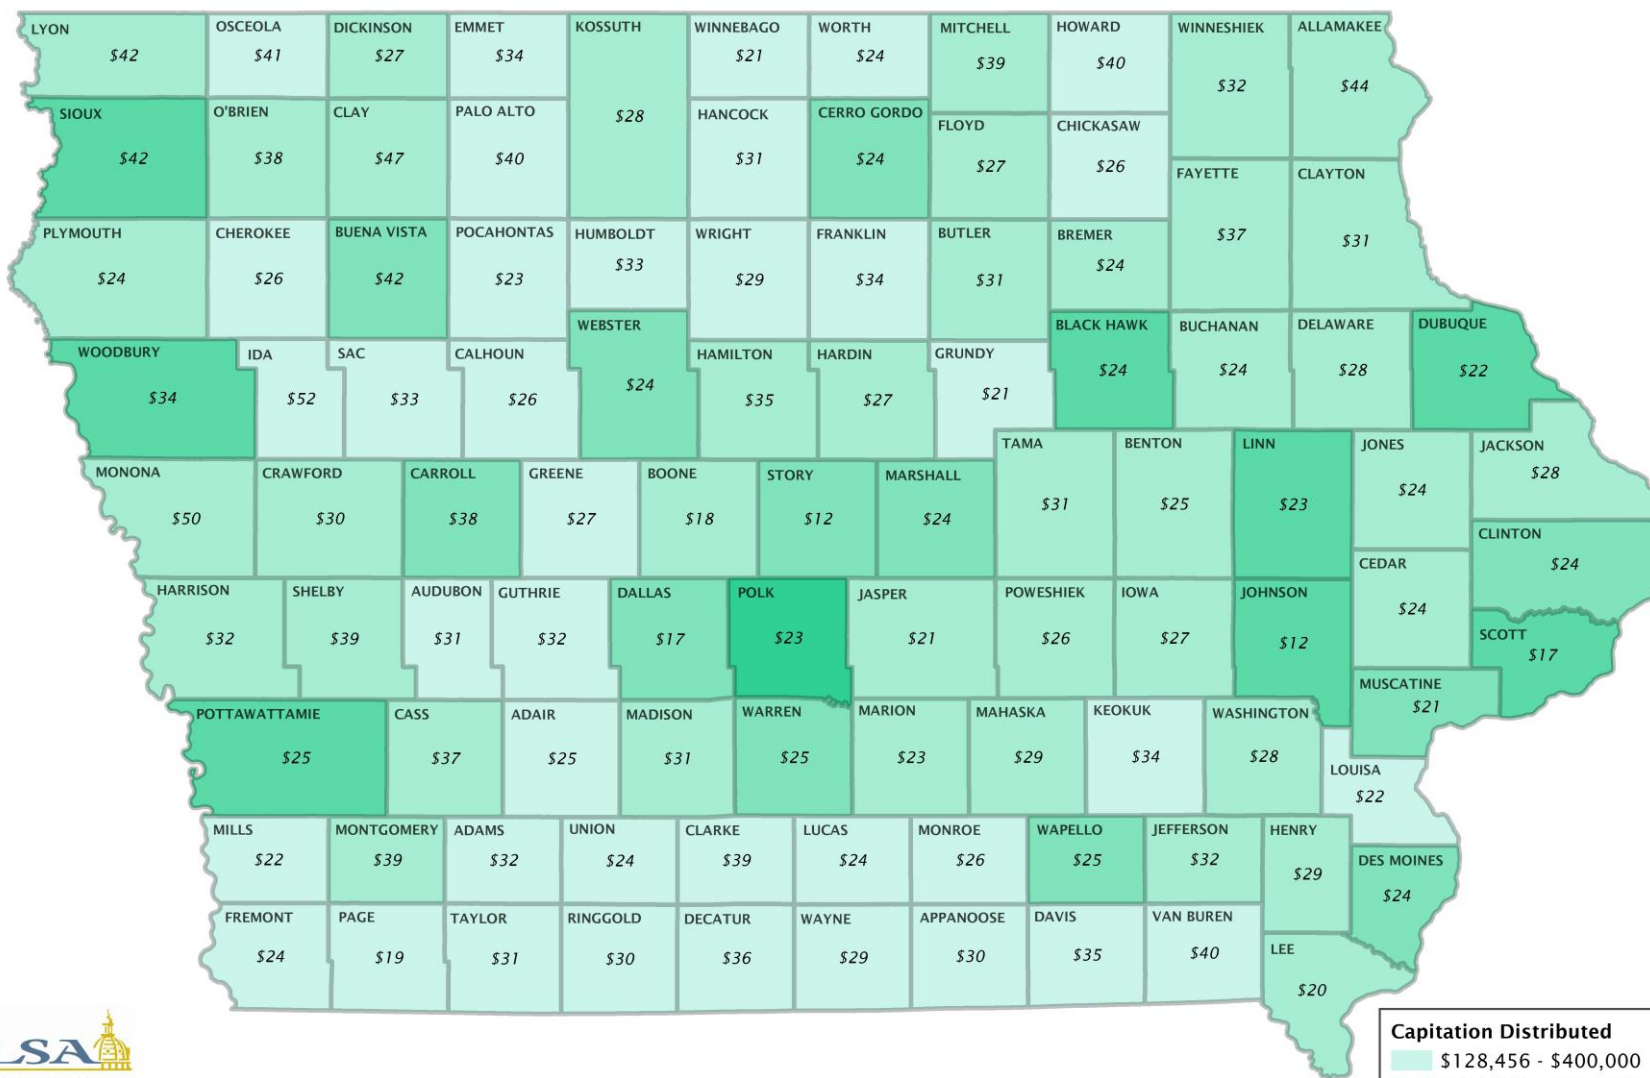 LYON
$42
OSCEOLA
$41
DICKINSON
$27
EMMET
$34
KOSSUTH
$28
WINNEBAGO
$21
WORTH
$24
MITCHELL
$39
HOWARD
$40
WINNESHIEK
$32
ALLAMAKEE
$44
SIOUX
$42
O'BRIEN
$38
CLAY
$47
PALO ALTO
$40
HANCOCK
$31
CERRO GORDO
$24
FLOYD
$27
CHICKASAW
$26
FAYETTE
$37
CLAYTON
$31
PLYMOUTH
$24
CHEROKEE
$26
BUENA VISTA
$42
POCAHONTAS
$23
HUMBOLDT
$33
WRIGHT
$29
FRANKLIN
$34
BUTLER
$31
BREMER
$24
WEBSTER
$24
BLACK HAWK
$24
BUCHANAN
$24
DELAWARE
$28
DUBUQUE
$22
WOODBURY
$34
IDA
$52
SAC
$33
CALHOUN
$26
HAMILTON
$35
HARDIN
$27
GRUNDY
$21
TAMA
$31
BENTON
$25
LINN
$23
JONES
$24
JACKSON
$28
MONONA
$50
CRAWFORD
$30
CARROLL
$38
GREENE
$27
BOONE
$18
STORY
$12
MARSHALL
$24
CLINTON
$24
CEDAR
$24
HARRISON
$32
SHELBY
$39
AUDUBON
$31
GUTHRIE
$32
DALLAS
$17
POLK
$23
JASPER
$21
POWESHIEK
$26
IOWA
$27
JOHNSON
$12
SCOTT
$17
MUSCATINE
$21
POTTAWATTAMIE
$25
CASS
$37
ADAIR
$25
MADISON
$31
WARREN
$25
MARION
$23
MAHASKA
$29
KEOKUK
$34
WASHINGTON
$28
LOUISA
$22
MILLS
$22
MONTGOMERY
$39
ADAMS
$32
UNION
$24
CLARKE
$39
LUCAS
$24
MONROE
$26
WAPELLO
$25
JEFFERSON
$32
HENRY
$29
DES MOINES
$24
FREMONT
$24
PAGE
$19
TAYLOR
$31
RINGGOLD
$30
DECATUR
$36
WAYNE
$29
APPANOOSE
$30
DAVIS
$35
VAN BUREN
$40
LEE
$20
LSA
Capitation Distributed
$128,456 - $400,000